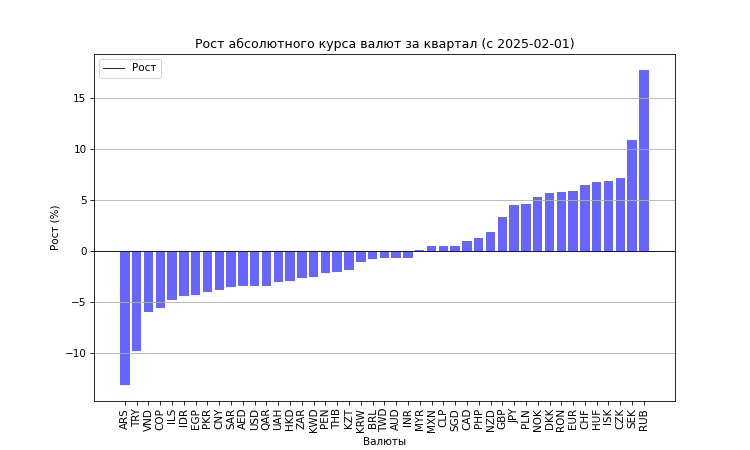 Рост абсолютного курса валют за квартал (с 2025-02-01)
Рост
Рост (%)
15
10
5
0
−5
−10
ARS TRY VND COP ILS IDR EGP PKR CNY SAR AED USD QAR UAH HKD ZAR KWD PEN THB KZT KRW BRL TWD AUD INR MYR MXN CLP SGD CAD PHP NZD GBP JPY PLN NOK DKK RON EUR CHF HUF ISK CZK SEK RUB
Валюты